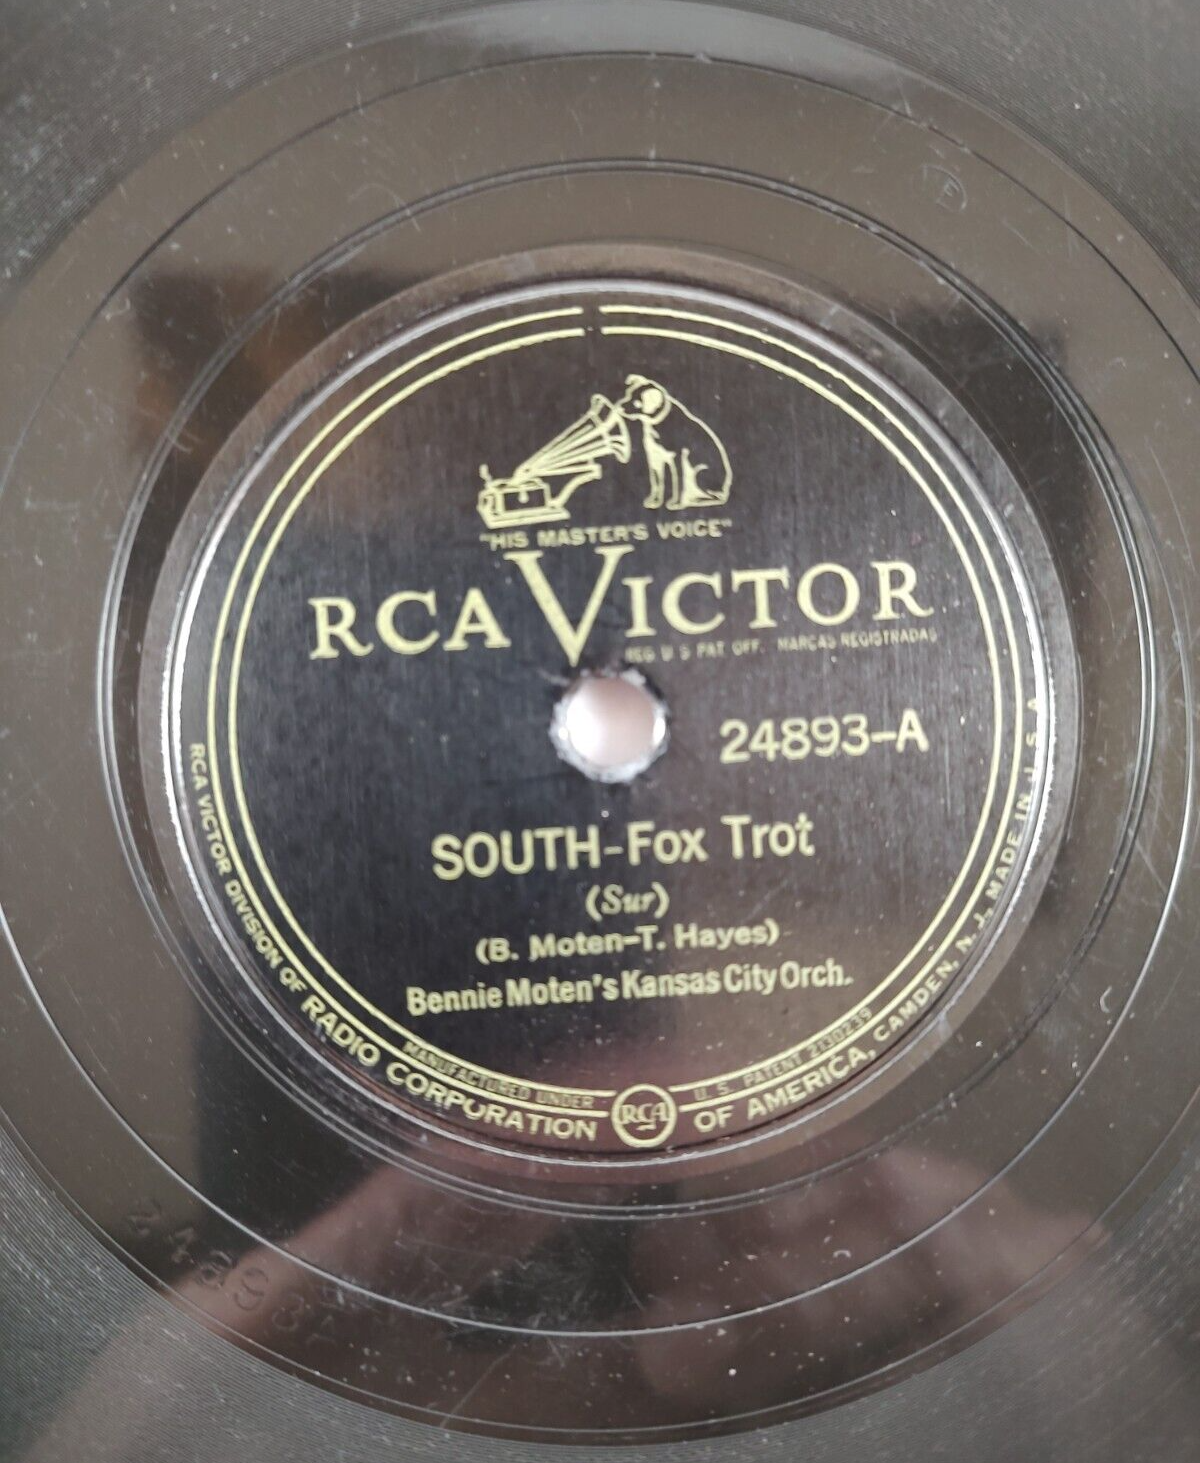 "HIS MASTER'S VOICE"
RCA VICTOR
REG. U S PAT. OFF. MARCAS REGISTRADAS
24893-A
SOUTH-Fox Trot
(Sur)
(B. Moten-T. Hayes)
Bennie Moten's Kansas City Orch.
MANUFACTURED UNDER RCA U. S. PATENT 2130239
RCA VICTOR DIVISION OF RADIO CORPORATION OF AMERICA, CAMDEN, N. J., MADE IN U. S. A.
E